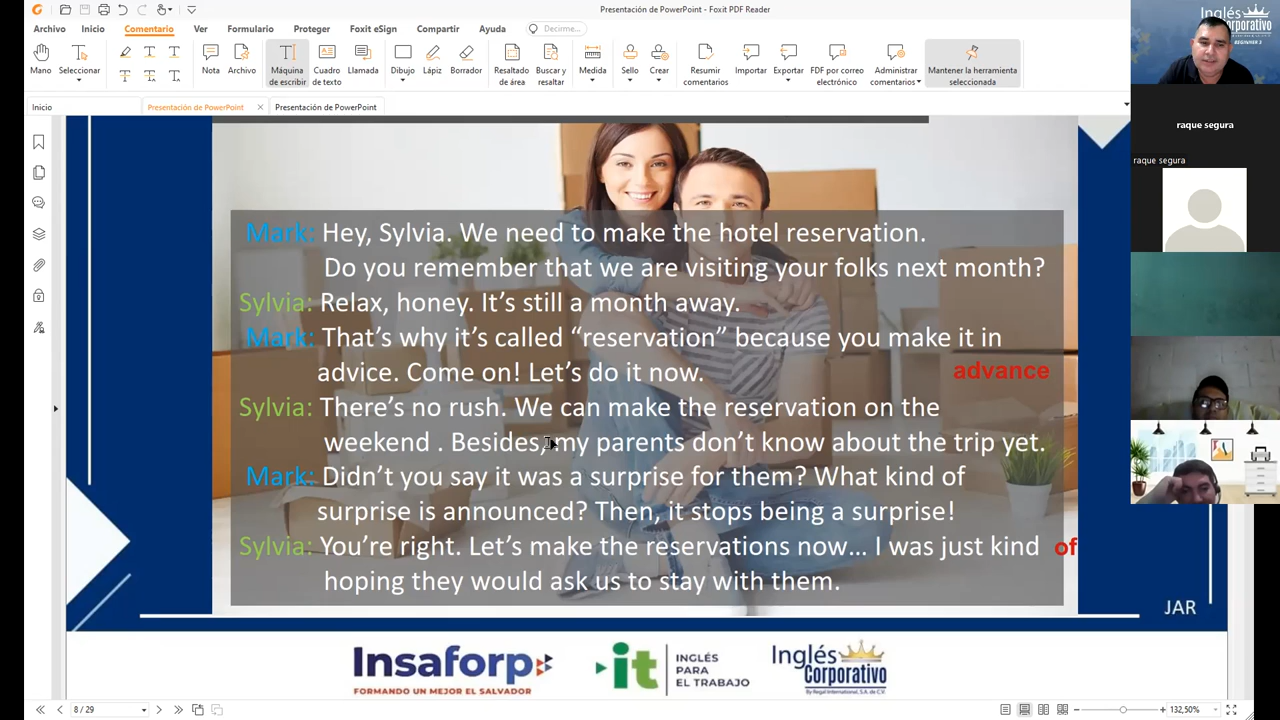 Presentación de PowerPoint - Foxit PDF Reader
Archivo Inicio Comentario Ver Formulario Proteger Foxit eSign Compartir Ayuda Decirme...
Mano Seleccionar Nota Archivo Máquina de escribir Cuadro de texto Llamada Dibujo Lápiz Borrador Resaltado de área Buscar y resaltar Medida Sello Crear Resumir comentarios Importar Exportar PDF por correo electrónico Administrar comentarios Mantener la herramienta seleccionada
Inicio Presentación de PowerPoint Presentación de PowerPoint
Inglés
Corporativo
BEGINNER 2
raque segura
raque segura
Mark: Hey, Sylvia. We need to make the hotel reservation.
Do you remember that we are visiting your folks next month?
Sylvia: Relax, honey. It's still a month away.
Mark: That's why it's called “reservation” because you make it in
advice. Come on! Let's do it now. advance
Sylvia: There's no rush. We can make the reservation on the
weekend . Besides, my parents don't know about the trip yet.
Mark: Didn't you say it was a surprise for them? What kind of
surprise is announced? Then, it stops being a surprise!
Sylvia: You're right. Let's make the reservations now... I was just kind of
hoping they would ask us to stay with them.
JAR
Insaforp
FORMANDO UN MEJOR EL SALVADOR
it INGLÉS PARA EL TRABAJO
Inglés
Corporativo
By Regal International, S.A. de C.V.
8 / 29 132,50%